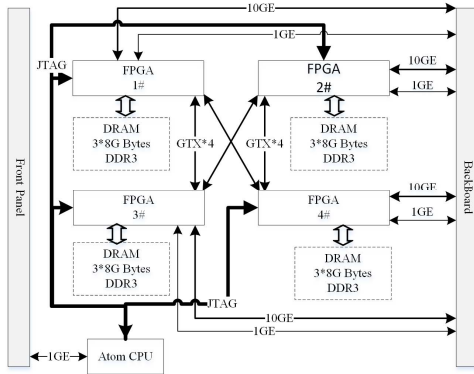 10GE
1GE
JTAG
FPGA
1#
FPGA
2#
10GE
1GE
DRAM
3*8G Bytes
DDR3
GTX*4
GTX*4
DRAM
3*8G Bytes
DDR3
Front Panel
BackBoard
FPGA
3#
FPGA
4#
10GE
1GE
DRAM
3*8G Bytes
DDR3
DRAM
3*8G Bytes
DDR3
JTAG
10GE
1GE
1GE
Atom CPU